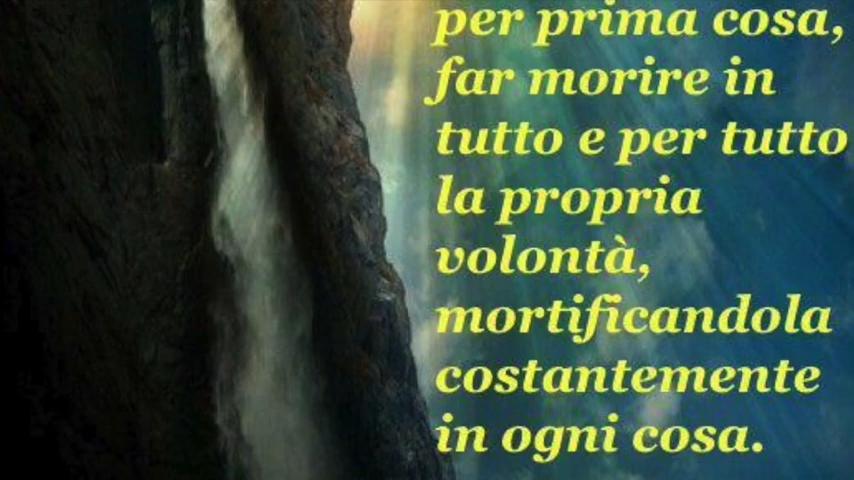 per prima cosa,
far morire in
tutto e per tutto
la propria
volontà,
mortificandola
costantemente
in ogni cosa.